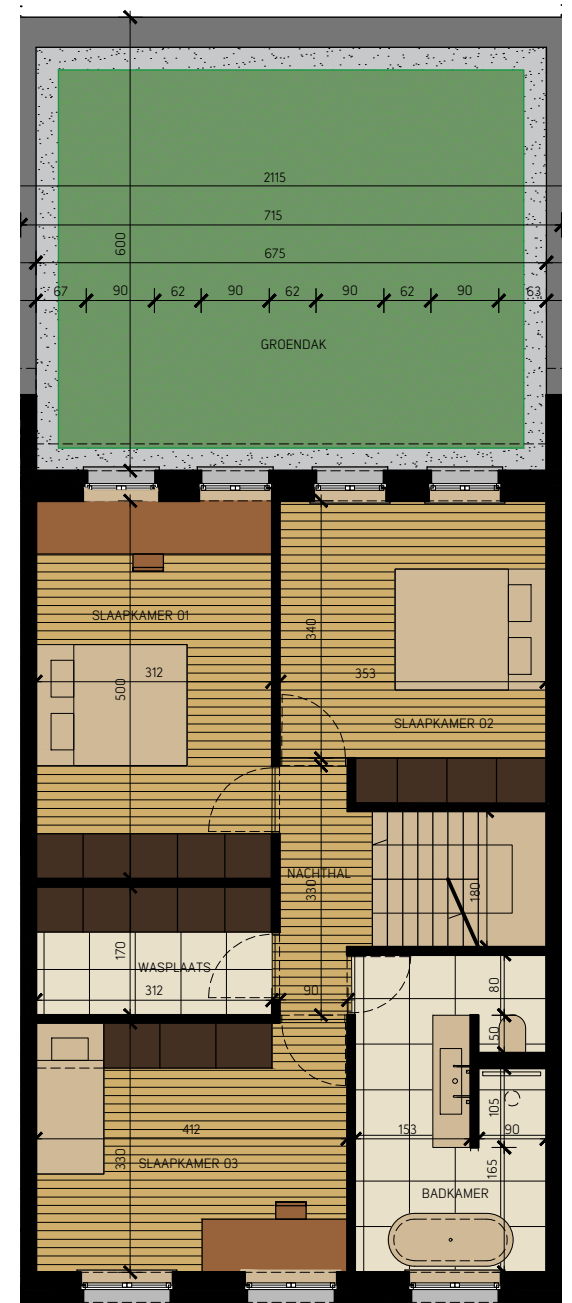 2115
715
600
675
67 90 62 90 62 90 62 90 63
GROENDAK
SLAAPKAMER 01
340
312
353
500
SLAAPKAMER 02
NACHTHAL
330
180
170
WASPLAATS
312
90
80
50
105
412
153
90
330
SLAAPKAMER 03
165
BADKAMER